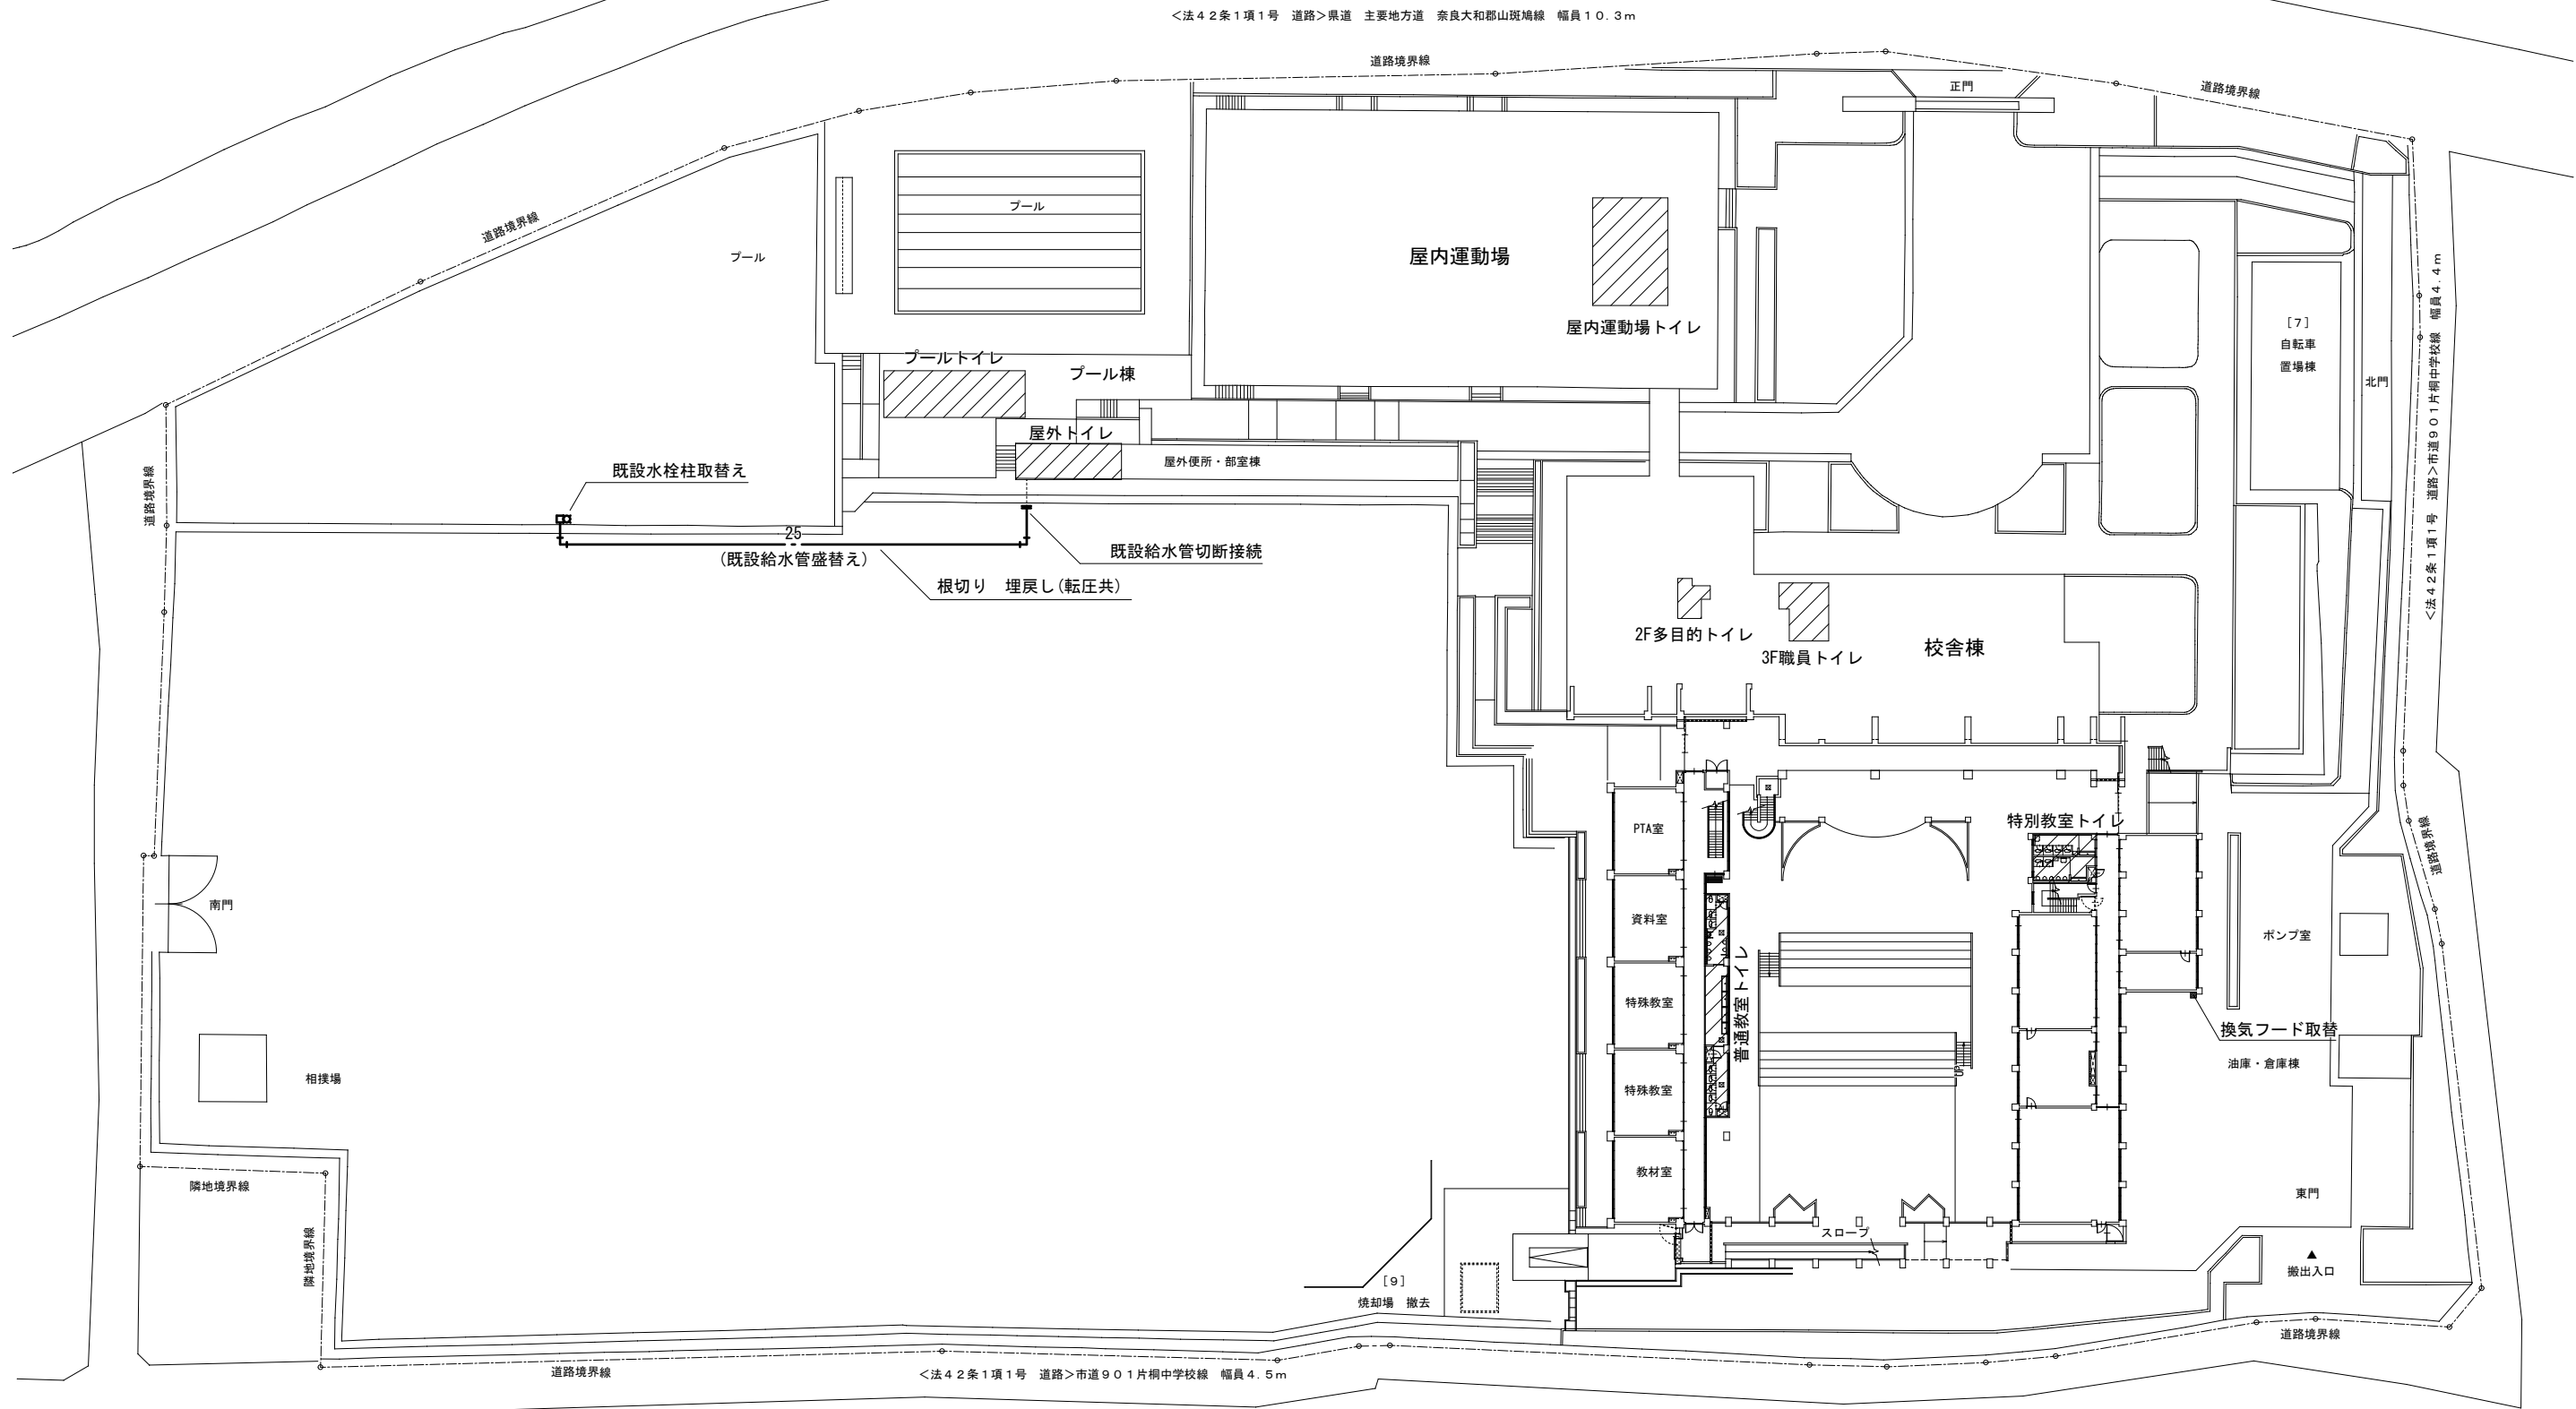 ＜法４２条１項１号　道路＞県道　主要地方道　奈良大和郡山斑鳩線　幅員１０．３ｍ
道路境界線
正門
道路境界線
プール
道路境界線
プール
屋内運動場
屋内運動場トイレ
＜法４２条１項１号　道路＞市道９０１片桐中学校線　幅員４．４ｍ
［７］
自転車
置場棟
北門
プールトイレ
プール棟
屋外トイレ
屋外便所・部室棟
既設水栓柱取替え
道路境界線
25
(既設給水管盛替え)
既設給水管切断接続
根切り　埋戻し(転圧共)
2F多目的トイレ
3F職員トイレ
校舎棟
PTA室
特別教室トイレ
道路境界線
南門
資料室
ポンプ室
特殊教室
普通教室トイレ
換気フード取替
油庫・倉庫棟
相撲場
特殊教室
教材室
隣地境界線
東門
隣地境界線
スロープ
搬出入口
［９］
焼却場　撤去
道路境界線
道路境界線
＜法４２条１項１号　道路＞市道９０１片桐中学校線　幅員４．５ｍ